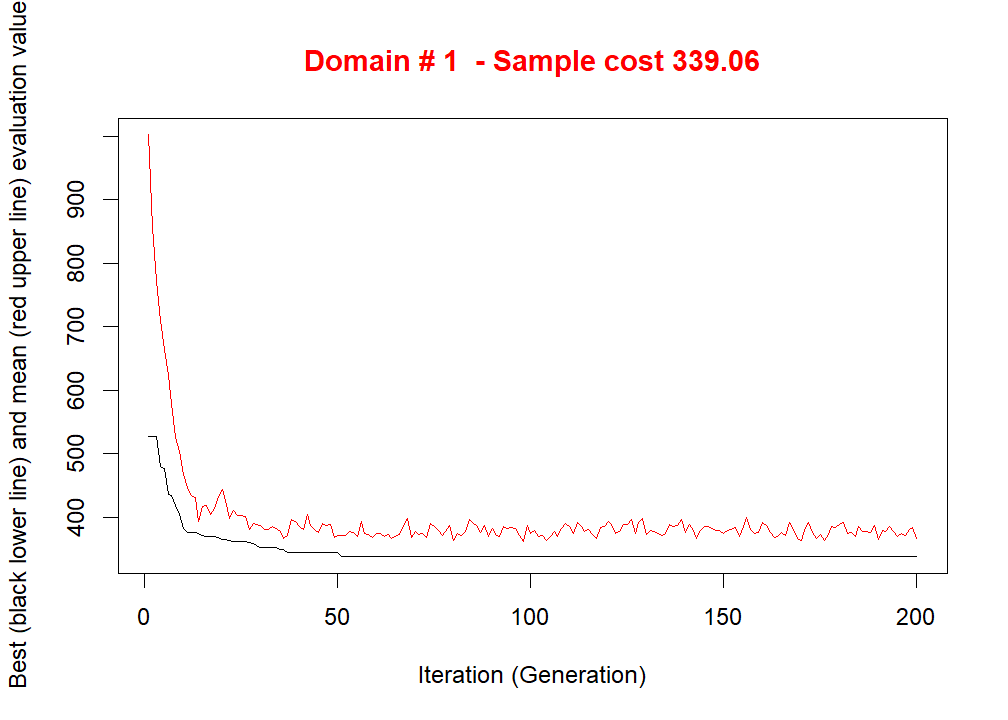 Domain # 1  - Sample cost 339.06
Best (black lower line) and mean (red upper line) evaluation value
900
800
700
600
500
400
0 50 100 150 200
Iteration (Generation)